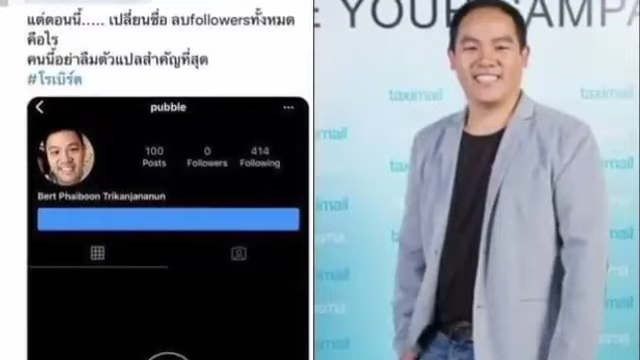 แต่ตอนนี้..... เปลี่ยนชื่อ ลบfollowersทั้งหมด
คือไร
คนนี้อย่าลืมตัวแปลสำคัญที่สุด
#โรเบิร์ต
pubble
100
0
414
Posts
Followers
Following
Bert Phaiboon Trikanjananun
E YOUR CAMPA
taximail
taximail